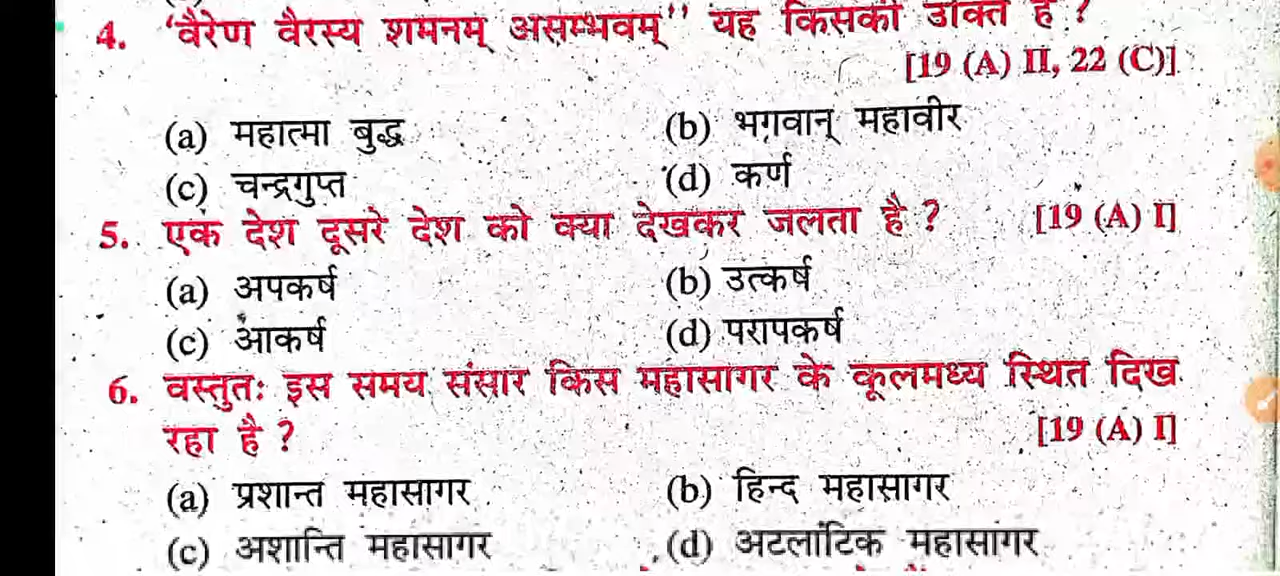 4. “वैरेण वैरस्य शमनम् असम्भवम्” यह किसकी उक्ति है ?
[19 (A) II, 22 (C)]
(a) महात्मा बुद्ध (b) भगवान् महावीर
(c) चन्द्रगुप्त (d) कर्ण
5. एक देश दूसरे देश को क्या देखकर जलता है ? [19 (A) I]
(a) अपकर्ष (b) उत्कर्ष
(c) आकर्ष (d) परापकर्ष
6. वस्तुतः इस समय संसार किस महासागर के कूलमध्य स्थित दिख
रहा है ? [19 (A) I]
(a) प्रशान्त महासागर (b) हिन्द महासागर
(c) अशान्ति महासागर (d) अटलांटिक महासागर